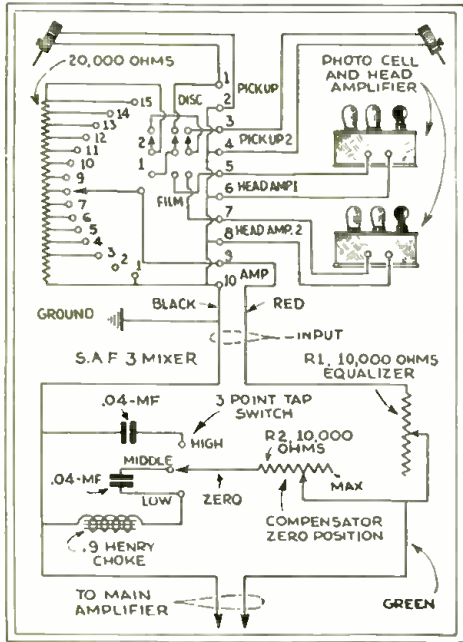 20,000 OHMS
15
14
13
12
11
10
9
7
6
5
4
3
2
1
DISC
2
1
FILM
1
2
PICKUP
3
4
PICKUP 2
5
6
HEAD AMP.1
7
8
HEAD AMP. 2
9
10
AMP
PHOTO CELL
AND HEAD
AMPLIFIER
BLACK
RED
GROUND
INPUT
S.A.F 3 MIXER
R1, 10,000 OHMS
EQUALIZER
.04-MF
3 POINT TAP
SWITCH
HIGH
R2, 10,000
OHMS
MIDDLE
.04-MF
LOW
ZERO
MAX
COMPENSATOR
ZERO POSITION
.9 HENRY
CHOKE
TO MAIN
AMPLIFIER
GREEN